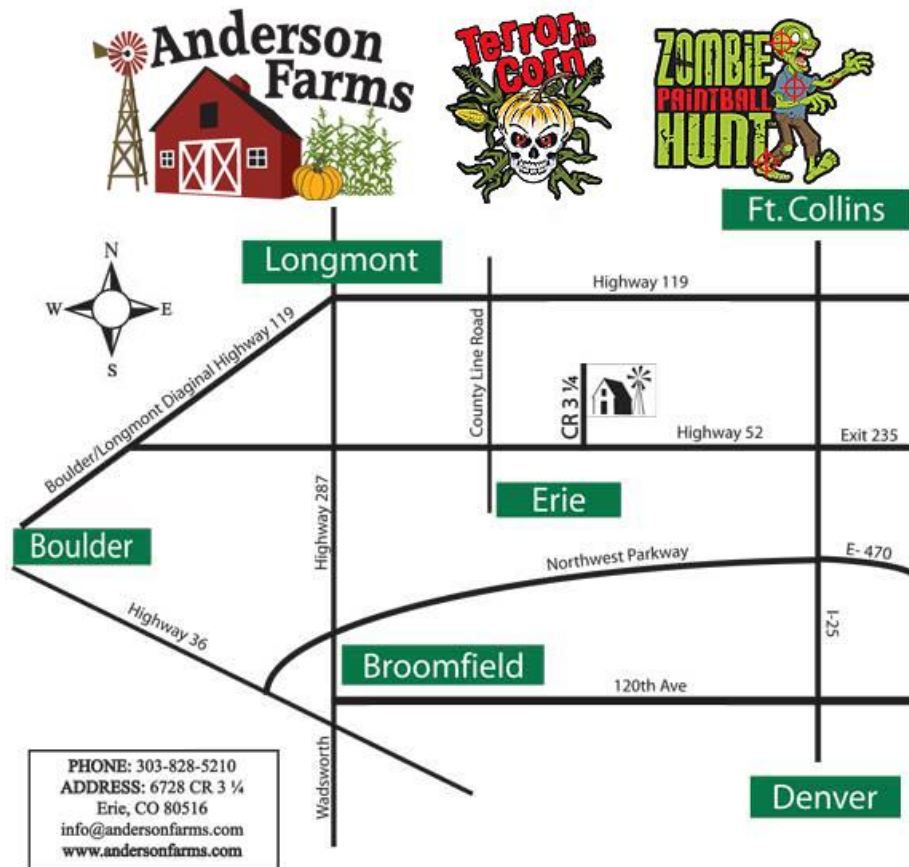 Anderson
Farms
Terror
in the
Corn
ZOMBIE
PAINTBALL
HUNT
Ft. Collins
Longmont
Highway 119
N
W E
S
Boulder/Longmont Diaginal Highway 119
County Line Road
CR 3 ¼
Highway 52
Exit 235
Highway 287
Erie
Boulder
Northwest Parkway
E- 470
Highway 36
I-25
Broomfield
120th Ave
Wadsworth
Denver
PHONE: 303-828-5210
ADDRESS: 6728 CR 3 ¼
Erie, CO 80516
info@andersonfarms.com
www.andersonfarms.com